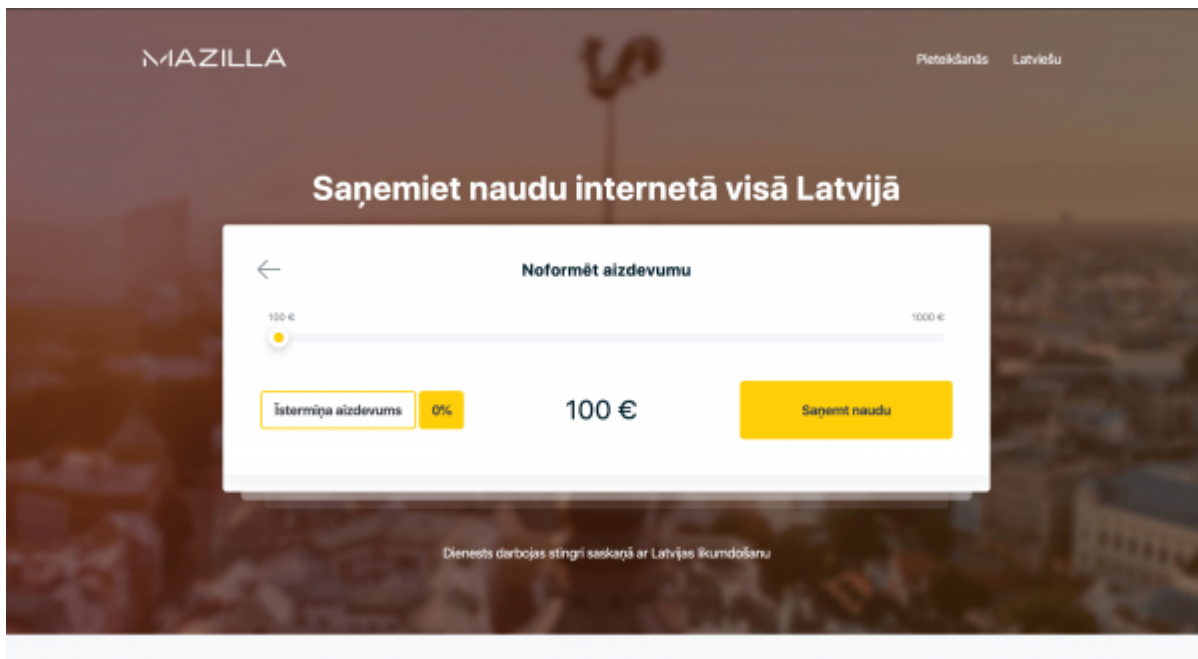 MAZILLA
Pieteikšanās Latviešu
Saņemiet naudu internetā visā Latvijā
Noformēt aizdevumu
100 € 1000 €
Īstermiņa aizdevums 0% 100 € Saņemt naudu
Dienests darbojas stingri saskaņā ar Latvijas likumdošanu